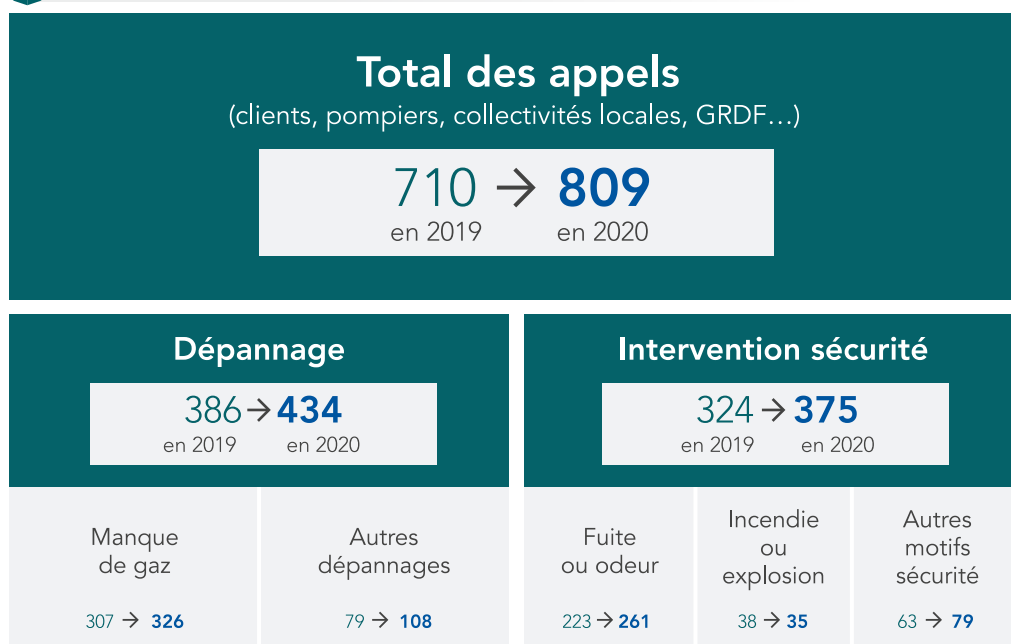 Total des appels
(clients, pompiers, collectivités locales, GRDF…)
710 → 809
en 2019 en 2020
Dépannage
386 → 434
en 2019 en 2020
Intervention sécurité
324 → 375
en 2019 en 2020
Manque
de gaz
307 → 326
Autres
dépannages
79 → 108
Fuite
ou odeur
223 → 261
Incendie
ou
explosion
38 → 35
Autres
motifs
sécurité
63 → 79